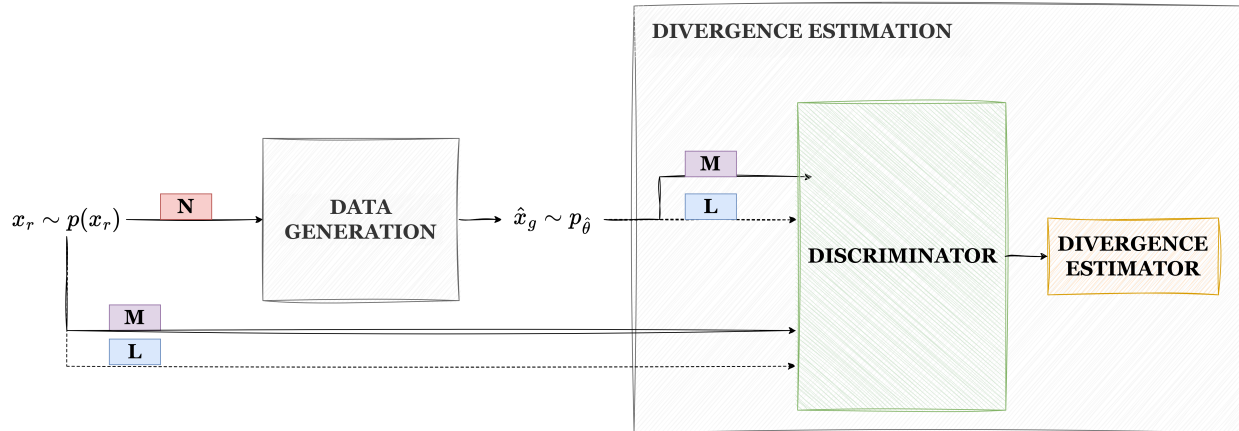 DIVERGENCE ESTIMATION
M
N
L
x_r ∼ p(x_r)
DATA
GENERATION
x̂_g ∼ p_θ̂
DISCRIMINATOR
DIVERGENCE
ESTIMATOR
M
L